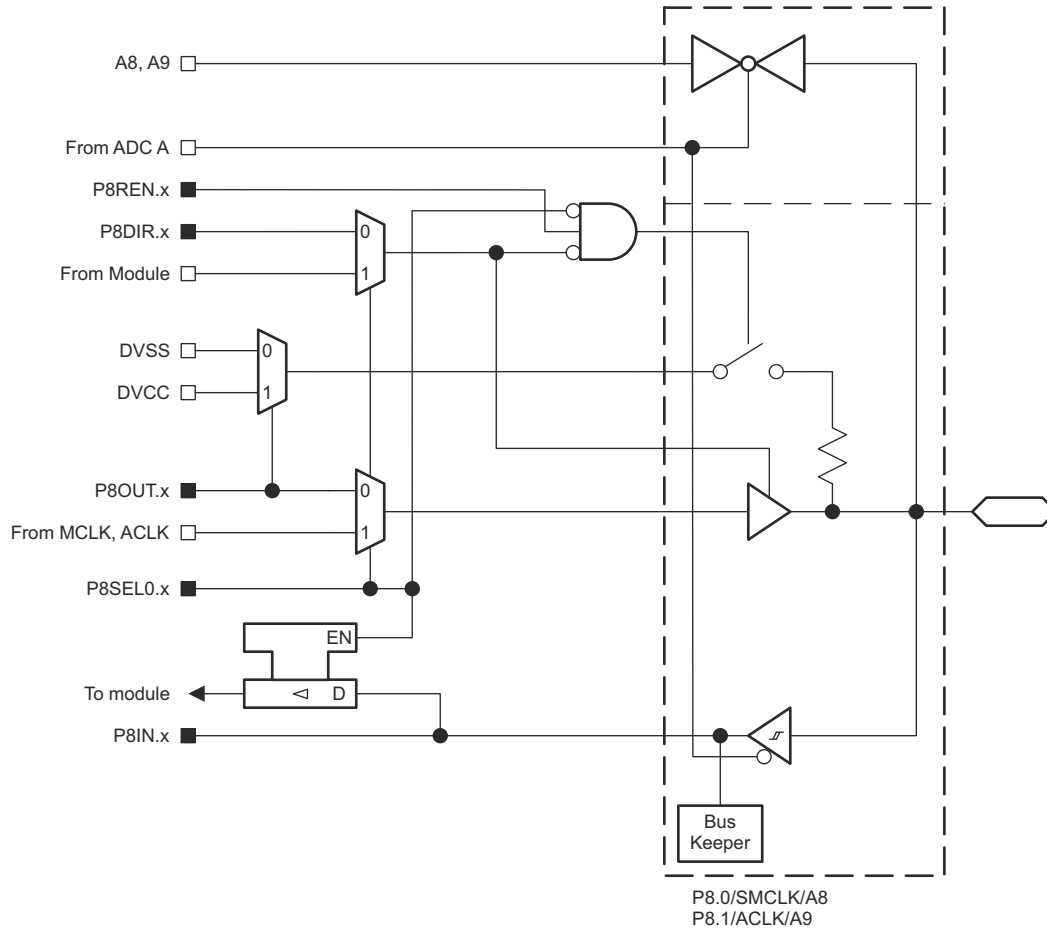 A8, A9
From ADC A
P8REN.x
P8DIR.x
0
From Module
1
DVSS
0
DVCC
1
P8OUT.x
0
From MCLK, ACLK
1
P8SEL0.x
EN
To module
D
P8IN.x
Bus
Keeper
P8.0/SMCLK/A8
P8.1/ACLK/A9